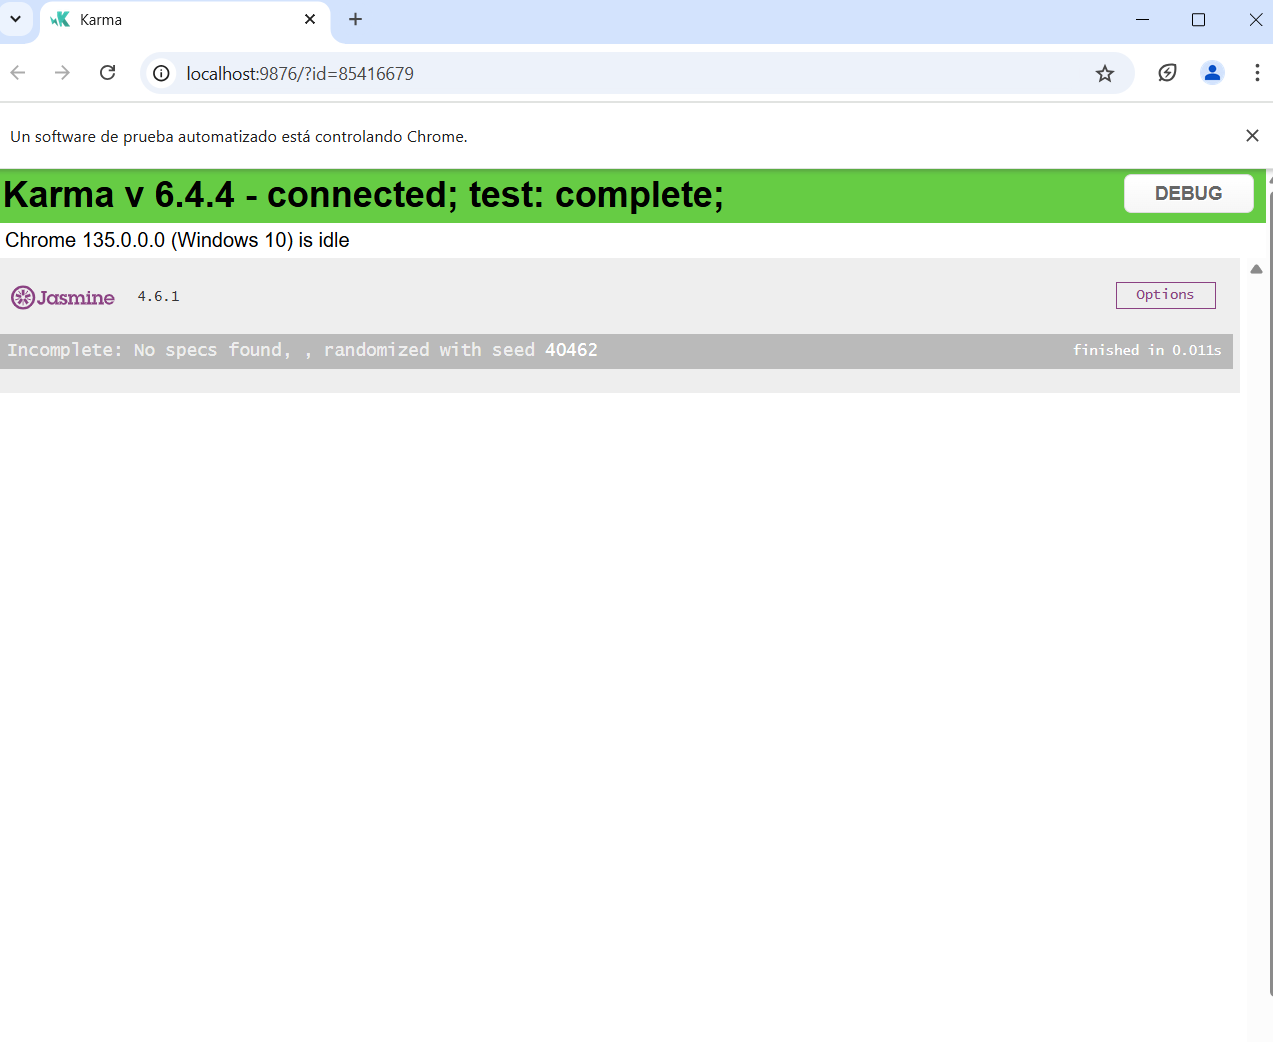 Karma
localhost:9876/?id=85416679
Un software de prueba automatizado está controlando Chrome.
Karma v 6.4.4 - connected; test: complete;
DEBUG
Chrome 135.0.0.0 (Windows 10) is idle
Jasmine 4.6.1
Options
Incomplete: No specs found, , randomized with seed 40462
finished in 0.011s